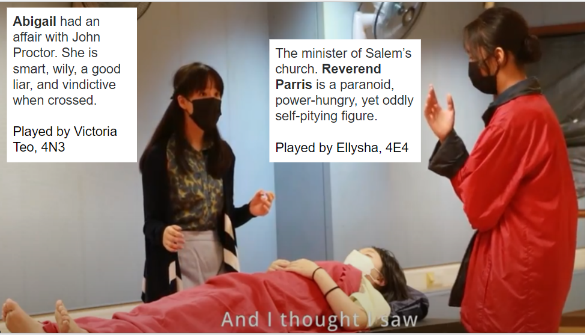 Abigail had an
affair with John
Proctor. She is
smart, wily, a good
liar, and vindictive
when crossed.
Played by Victoria
Teo, 4N3
The minister of Salem's
church. Reverend
Parris is a paranoid,
power-hungry, yet oddly
self-pitying figure.
Played by Ellysha, 4E4
And I thought I saw